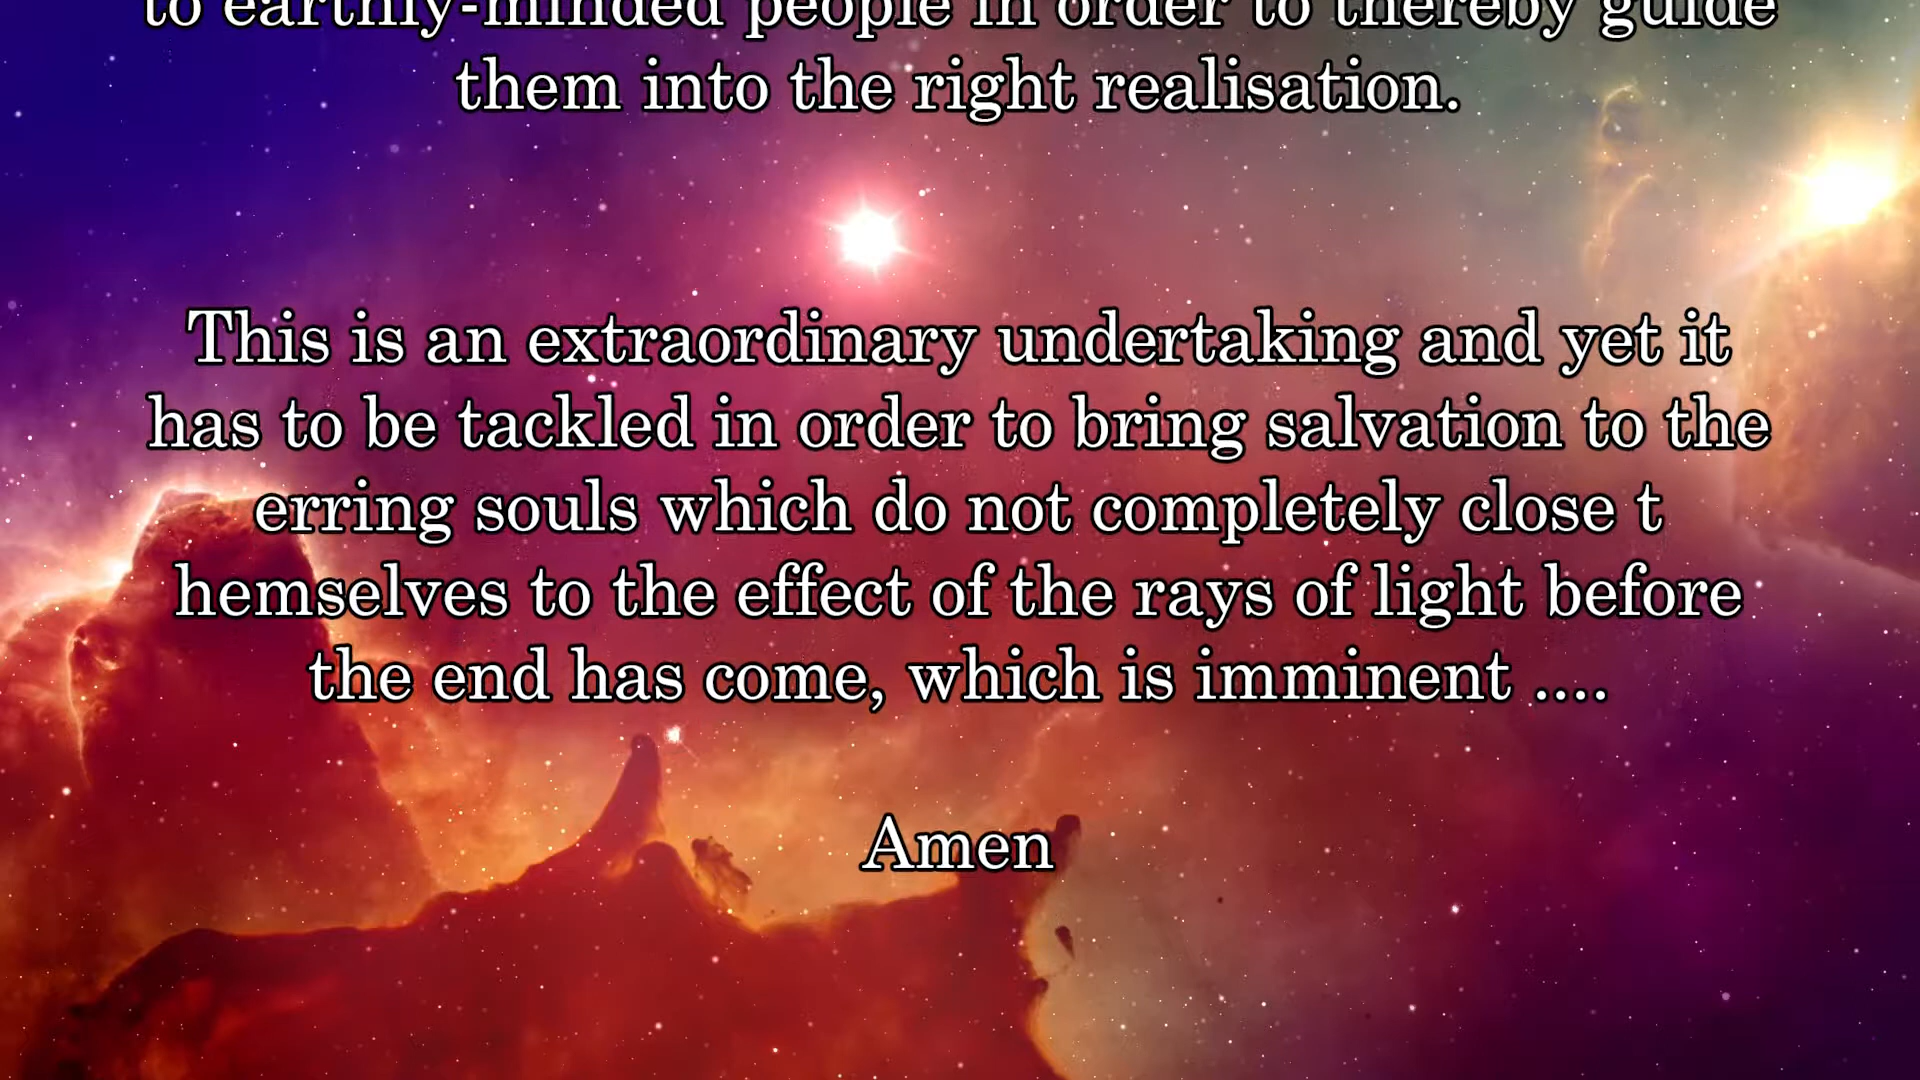 to earthly-minded people in order to thereby guide
them into the right realisation.
This is an extraordinary undertaking and yet it
has to be tackled in order to bring salvation to the
erring souls which do not completely close t
hemselves to the effect of the rays of light before
the end has come, which is imminent ....
Amen